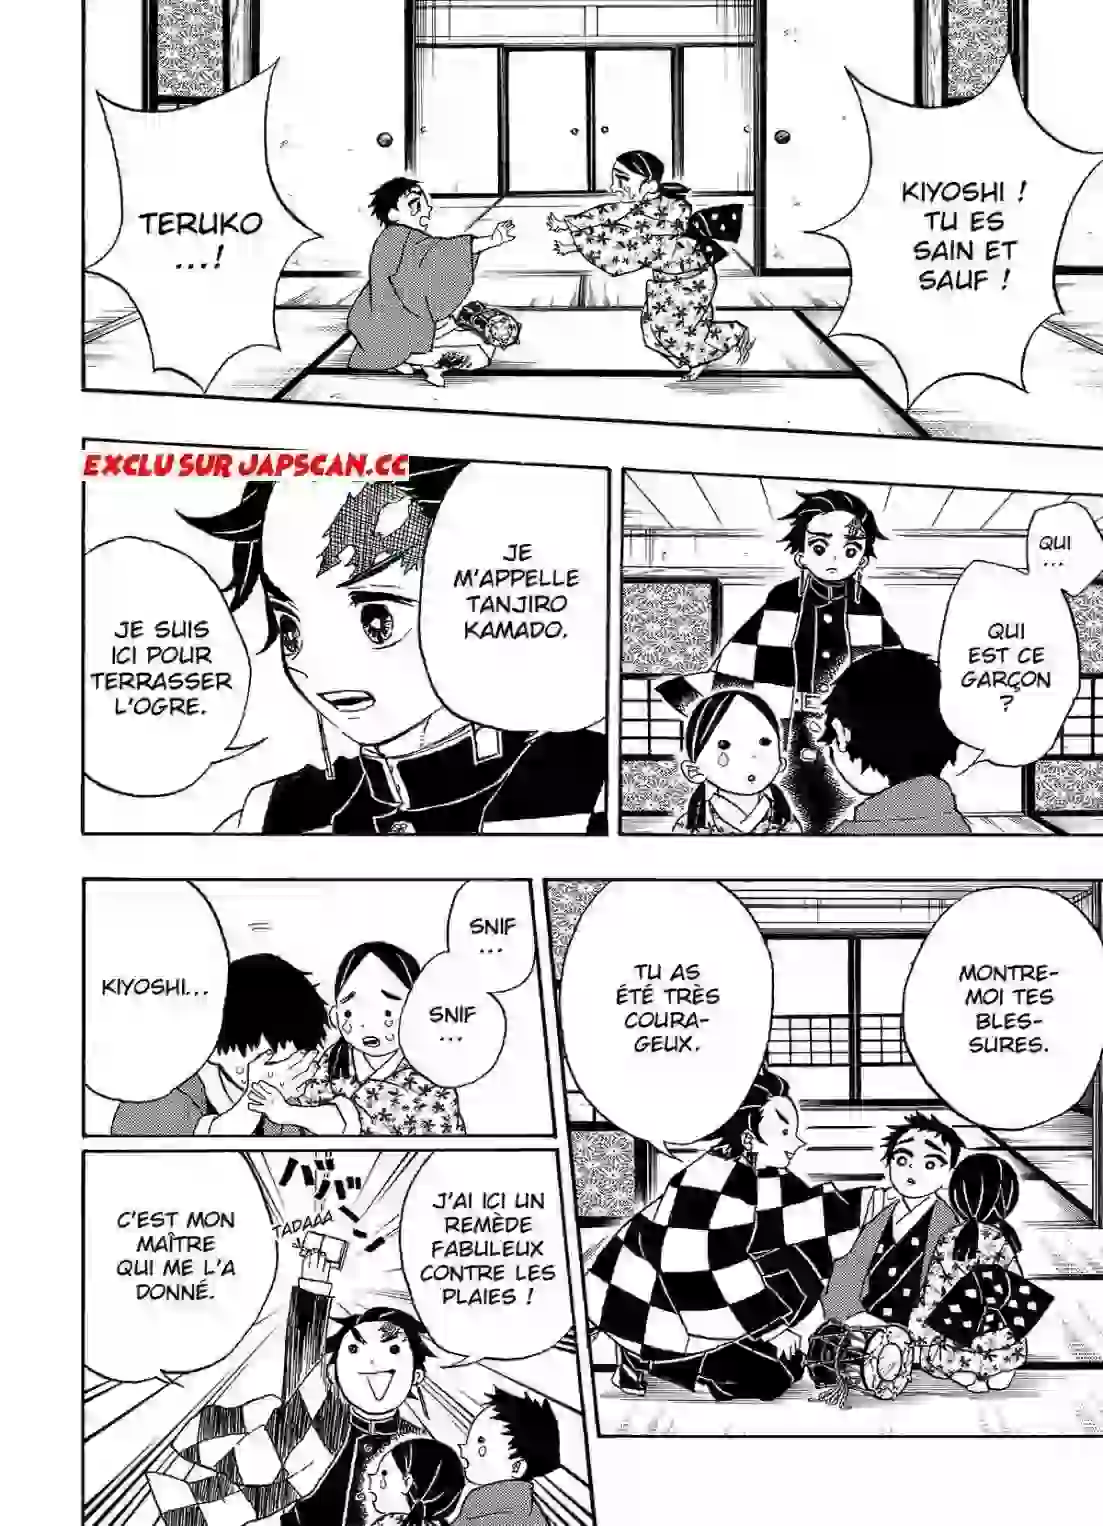 KIYOSHI !
TU ES
SAIN ET
SAUF !
TERUKO
...!
EXCLU SUR JAPSCAN.CC
QUI
...
QUI
EST CE
GARÇON
?
JE
M'APPELLE
TANJIRO
KAMADO.
JE SUIS
ICI POUR
TERRASSER
L'OGRE.
MONTRE-
MOI TES
BLES-
SURES.
TU AS
ÉTÉ TRÈS
COURA-
GEUX.
SNIF
...
SNIF
...
KIYOSHI...
J'AI ICI UN
REMÈDE
FABULEUX
CONTRE LES
PLAIES !
TADAAA
C'EST MON
MAÎTRE
QUI ME L'A
DONNÉ.